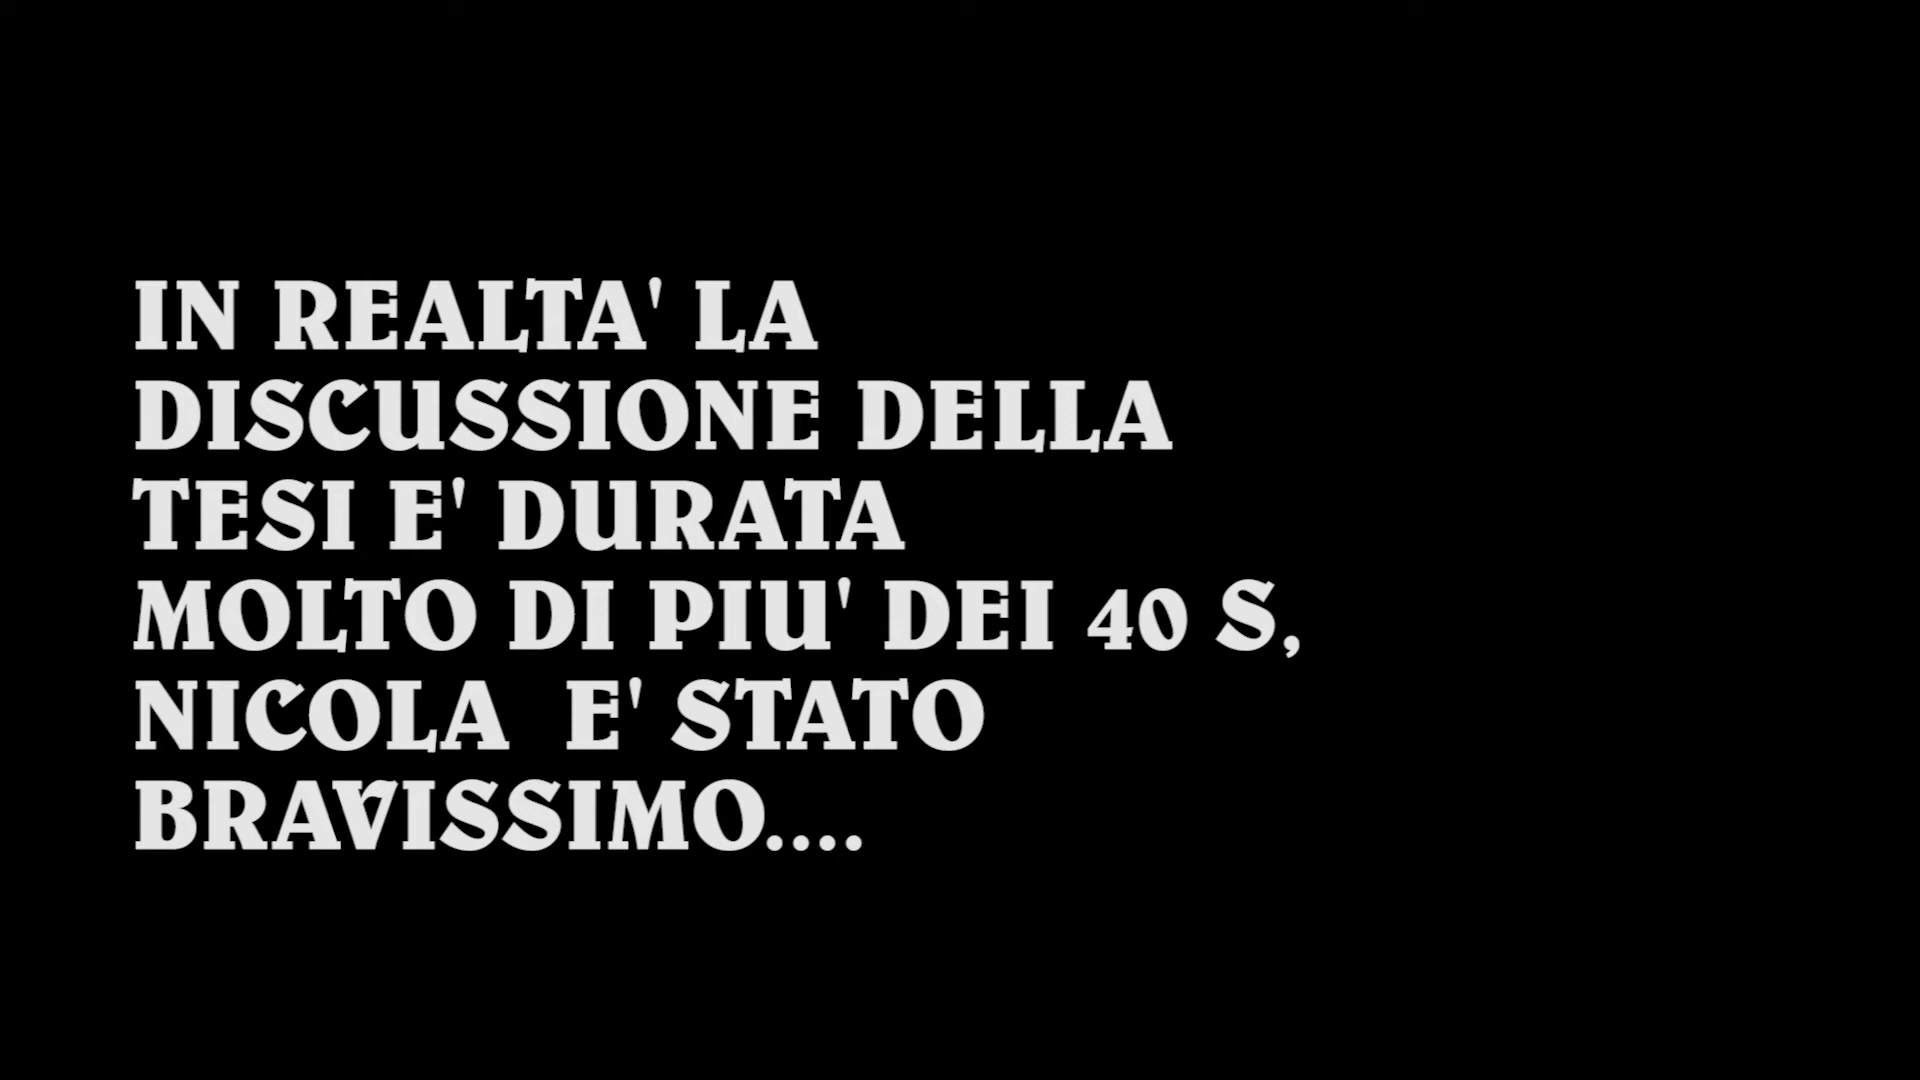 IN REALTA' LA
DISCUSSIONE DELLA
TESI E' DURATA
MOLTO DI PIU' DEI 40 S,
NICOLA  E' STATO
BRAVISSIMO....